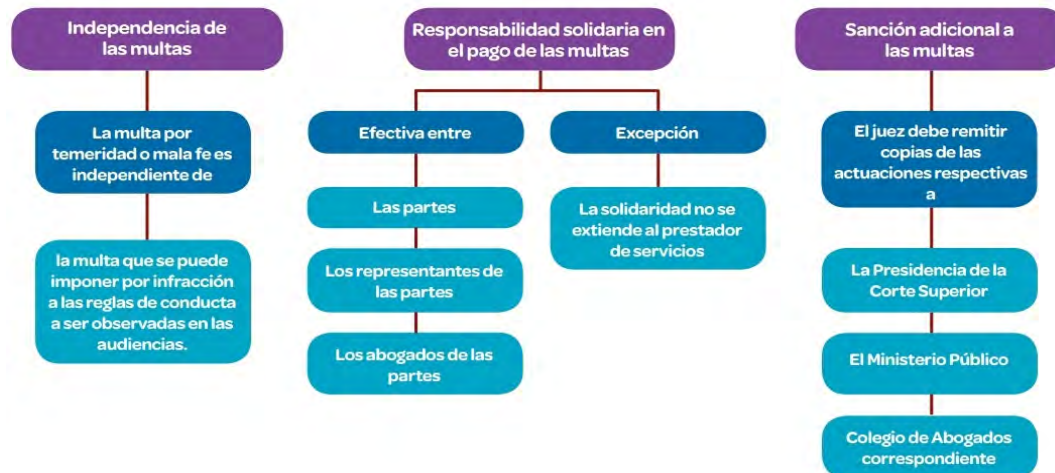 Independencia de
las multas
La multa por
temeridad o mala fe es
independiente de
la multa que se puede
imponer por infracción
a las reglas de conducta
a ser observadas en las
audiencias.
Responsabilidad solidaria en
el pago de las multas
Efectiva entre
Las partes
Los representantes de
las partes
Los abogados de las
partes
Excepción
La solidaridad no se
extiende al prestador
de servicios
Sanción adicional a
las multas
El juez debe remitir
copias de las
actuaciones respectivas
a
La Presidencia de la
Corte Superior
El Ministerio Público
Colegio de Abogados
correspondiente